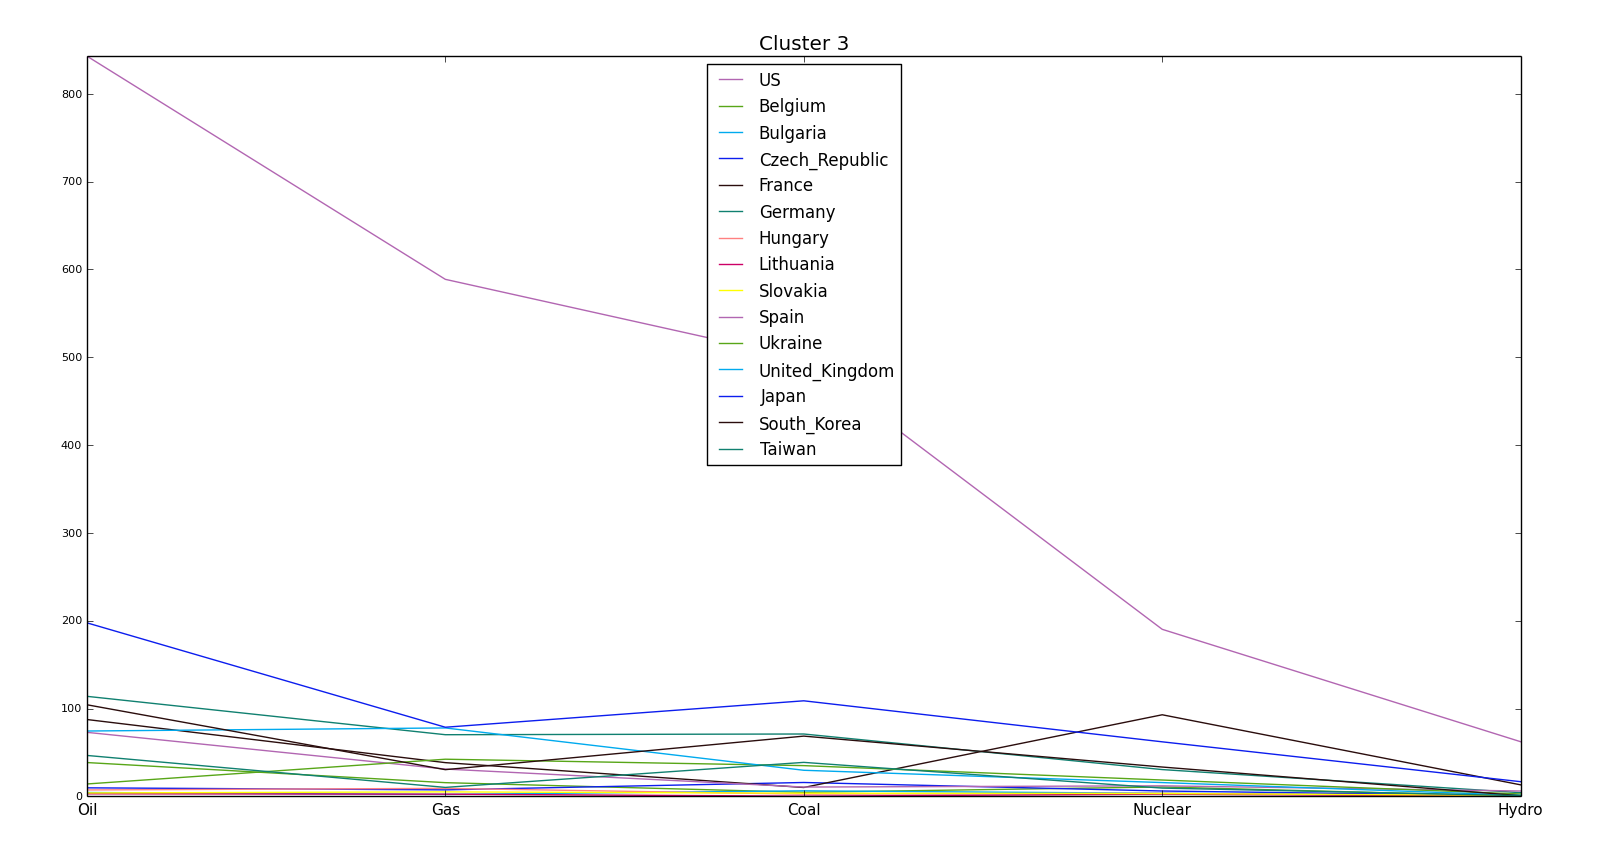 Cluster 3
800
700
600
500
400
300
200
100
0
US
Belgium
Bulgaria
Czech_Republic
France
Germany
Hungary
Lithuania
Slovakia
Spain
Ukraine
United_Kingdom
Japan
South_Korea
Taiwan
Oil Gas Coal Nuclear Hydro